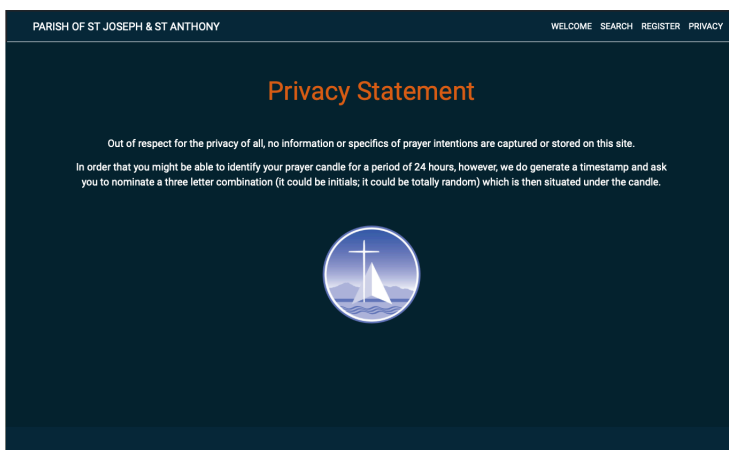 PARISH OF ST JOSEPH & ST ANTHONY
WELCOME SEARCH REGISTER PRIVACY
Privacy Statement
Out of respect for the privacy of all, no information or specifics of prayer intentions are captured or stored on this site.
In order that you might be able to identify your prayer candle for a period of 24 hours, however, we do generate a timestamp and ask
you to nominate a three letter combination (it could be initials; it could be totally random) which is then situated under the candle.